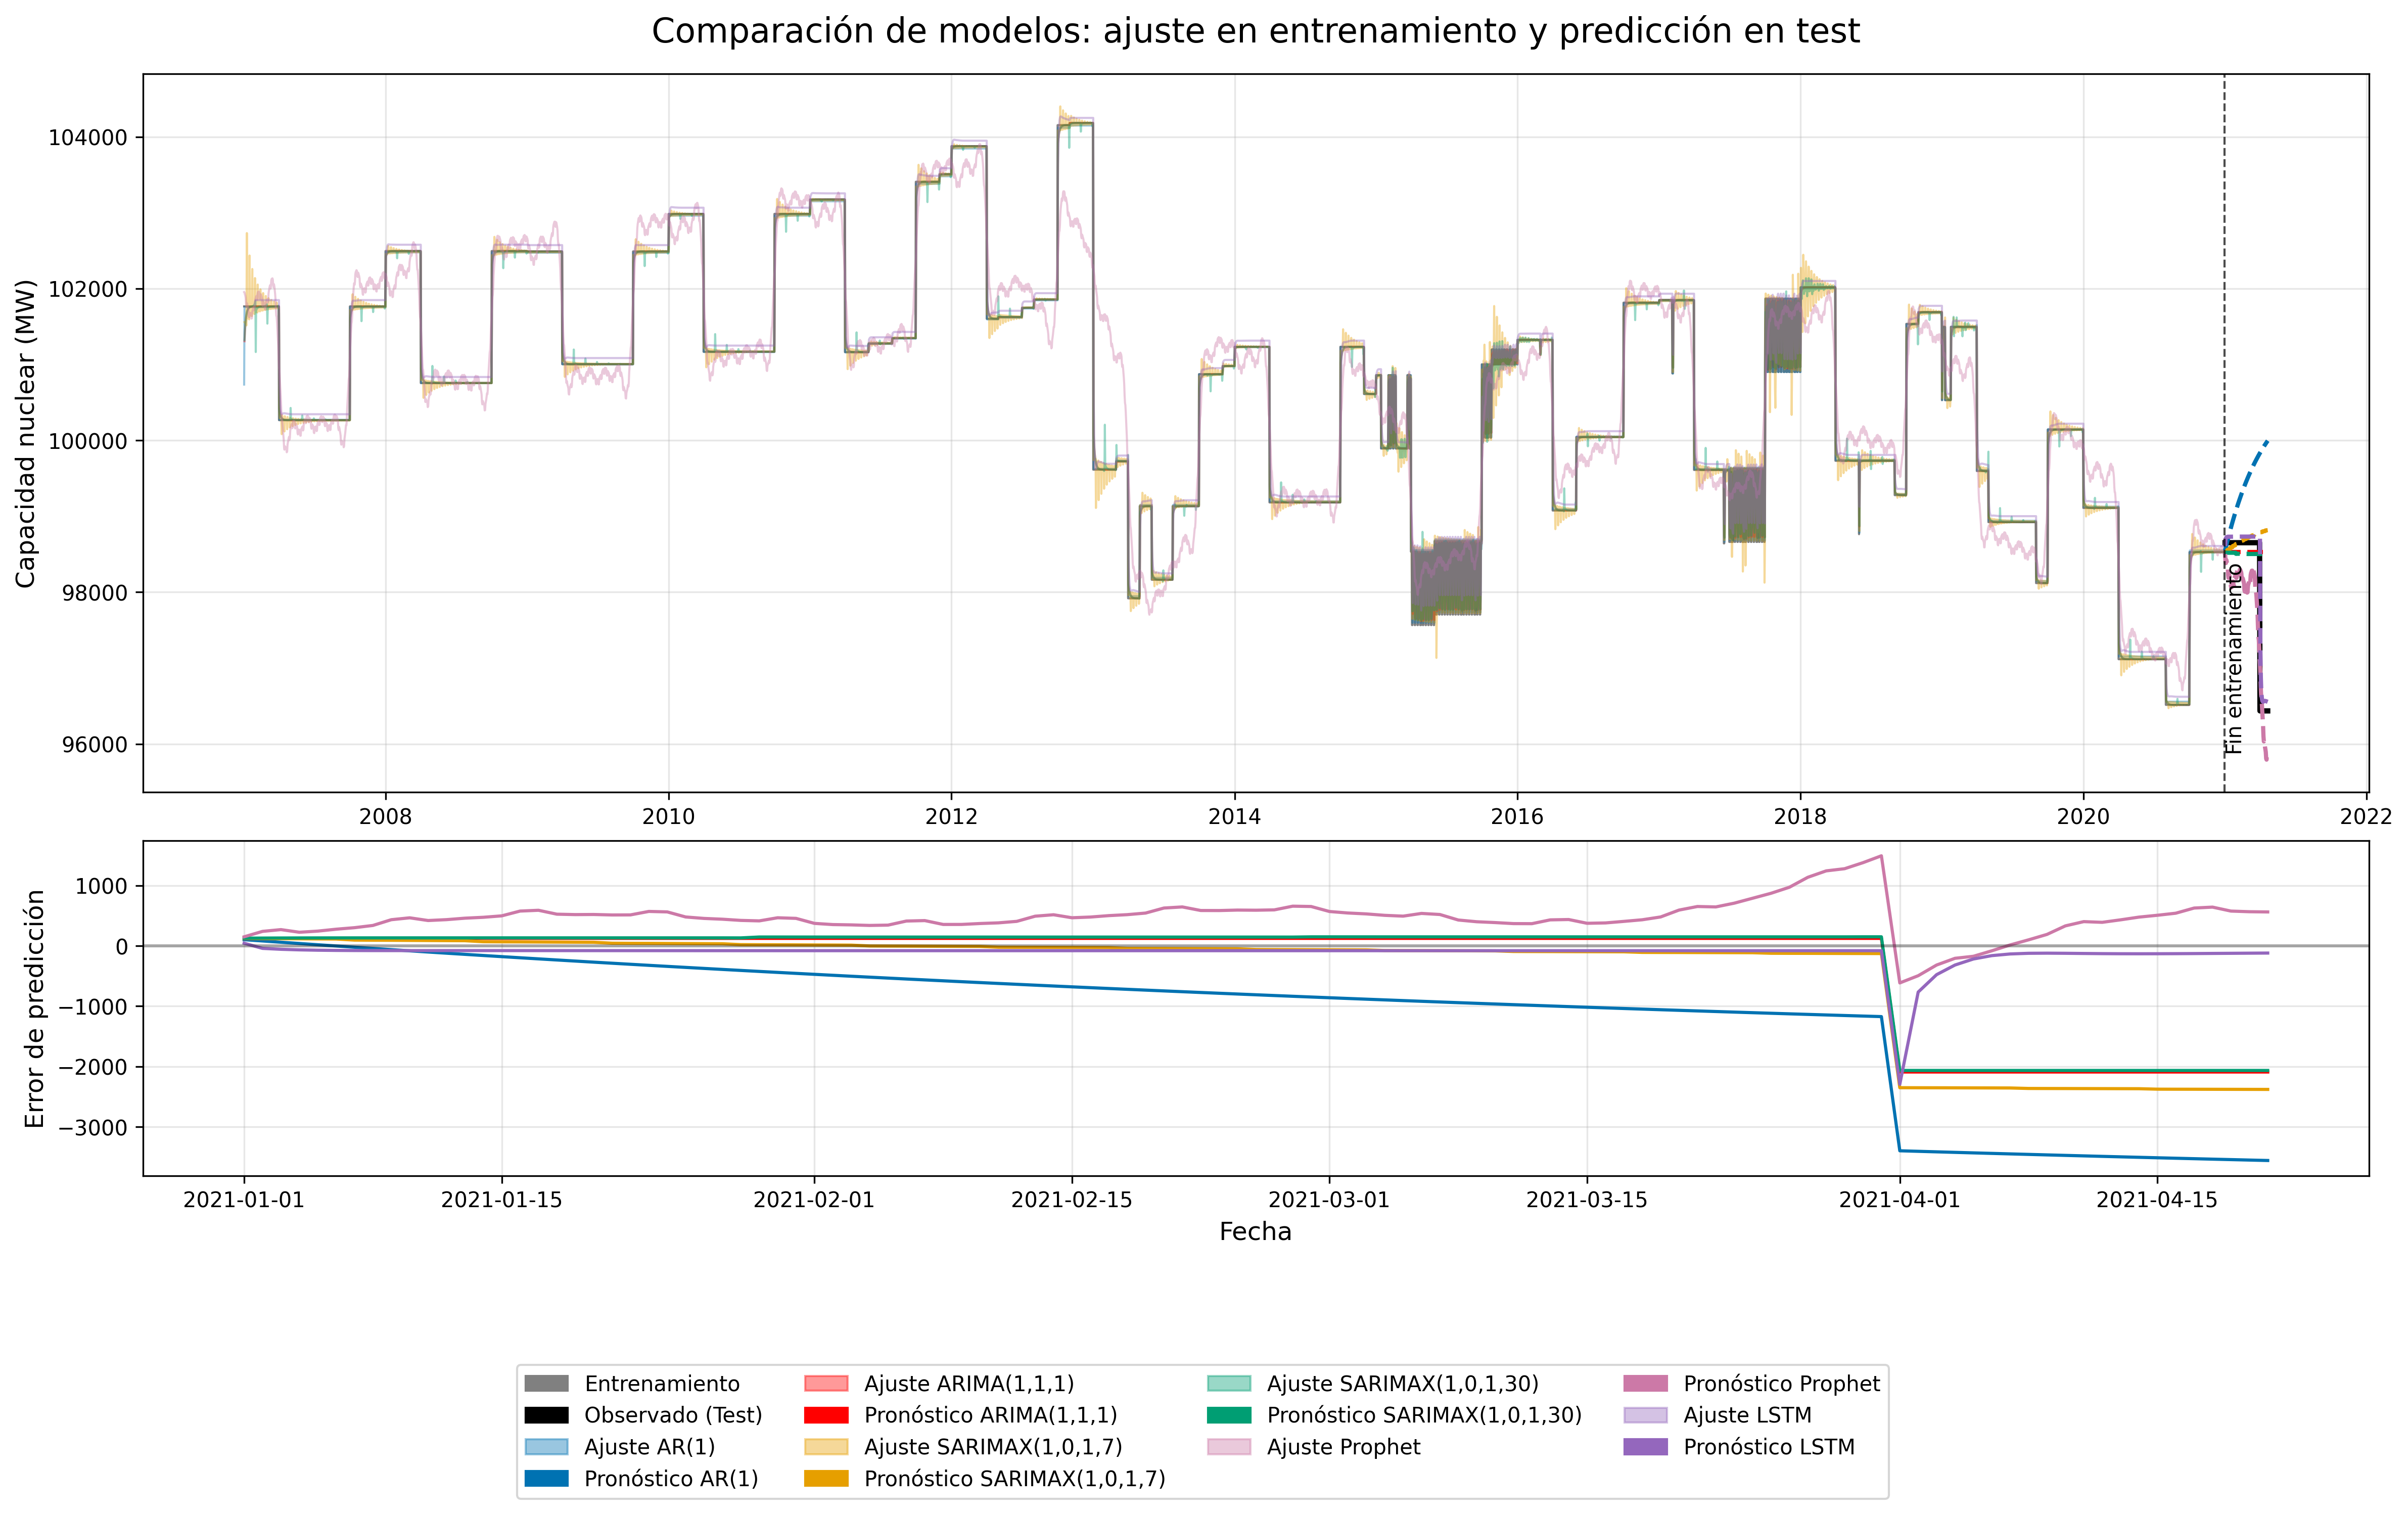 Comparación de modelos: ajuste en entrenamiento y predicción en test
Capacidad nuclear (MW)
104000
102000
100000
98000
96000
Fin entrenamiento
2008
2010
2012
2014
2016
2018
2020
2022
Error de predicción
1000
0
−1000
−2000
−3000
2021-01-01
2021-01-15
2021-02-01
2021-02-15
2021-03-01
2021-03-15
2021-04-01
2021-04-15
Fecha
Entrenamiento
Observado (Test)
Ajuste AR(1)
Pronóstico AR(1)
Ajuste ARIMA(1,1,1)
Pronóstico ARIMA(1,1,1)
Ajuste SARIMAX(1,0,1,7)
Pronóstico SARIMAX(1,0,1,7)
Ajuste SARIMAX(1,0,1,30)
Pronóstico SARIMAX(1,0,1,30)
Ajuste Prophet
Pronóstico Prophet
Ajuste LSTM
Pronóstico LSTM